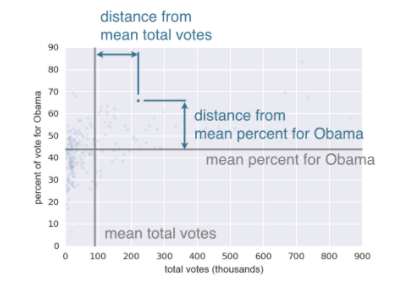 distance from
mean total votes
90
80
70
60
50
40
30
20
10
0
percent of vote for Obama
distance from
mean percent for Obama
mean percent for Obama
mean total votes
0 100 200 300 400 500 600 700 800 900
total votes (thousands)